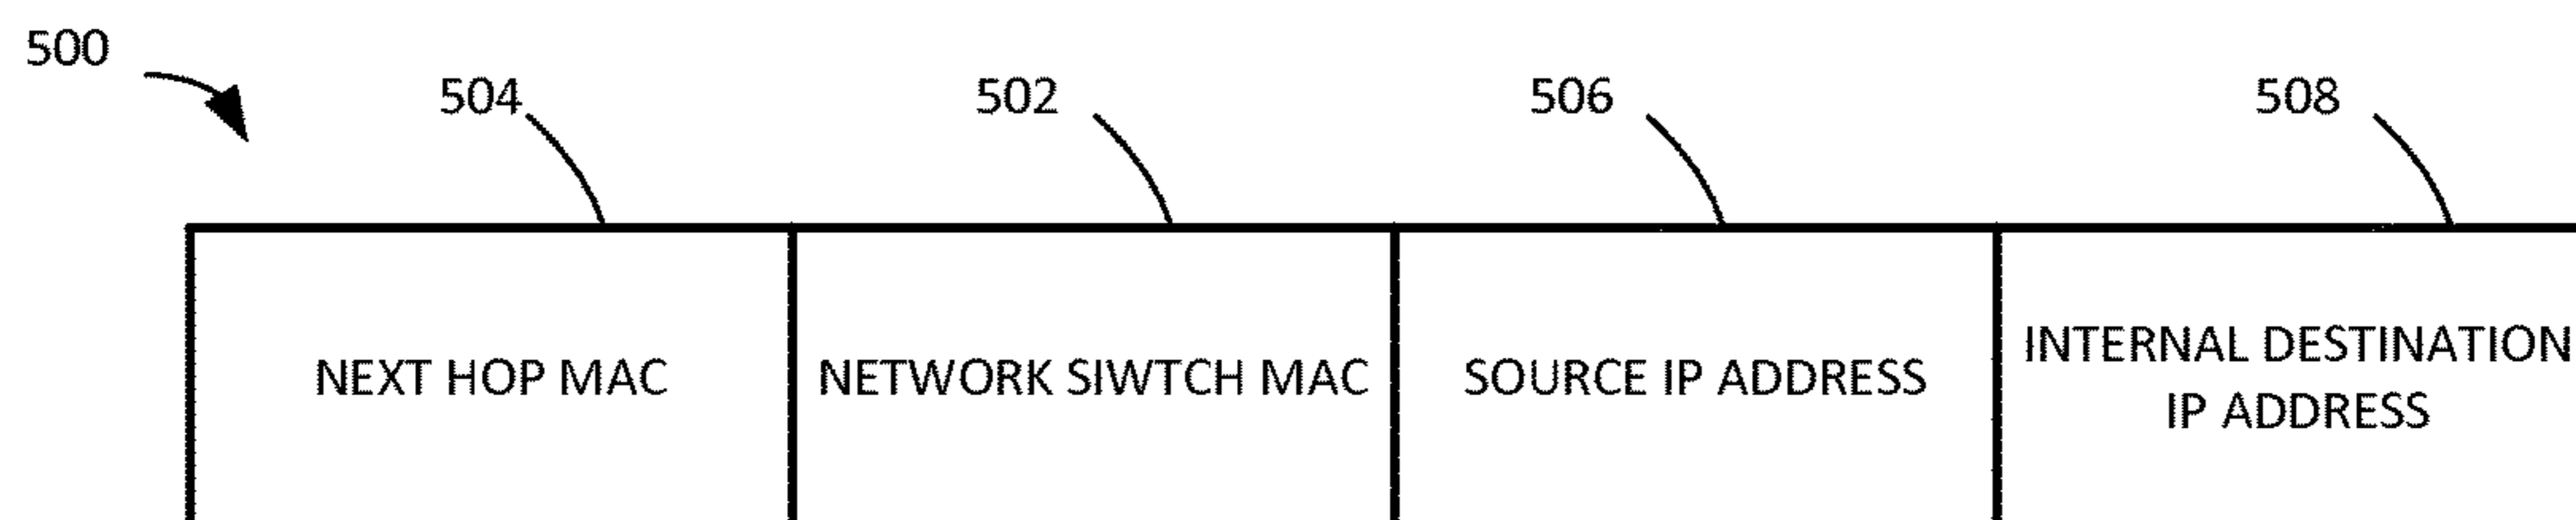 500
504
502
506
508
NEXT HOP MAC
NETWORK SIWTCH MAC
SOURCE IP ADDRESS
INTERNAL DESTINATION
IP ADDRESS